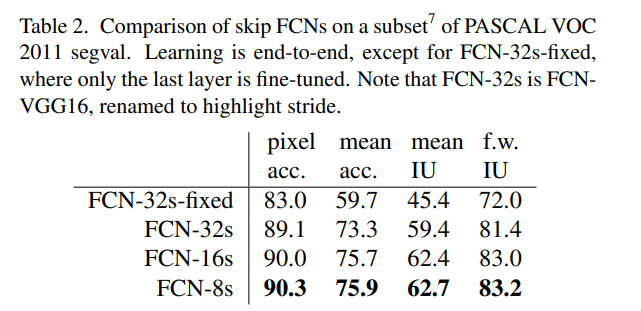 Table 2. Comparison of skip FCNs on a subset7 of PASCAL VOC
2011 segval. Learning is end-to-end, except for FCN-32s-fixed,
where only the last layer is fine-tuned. Note that FCN-32s is FCN-
VGG16, renamed to highlight stride.
pixel mean mean f.w.
acc. acc. IU IU
FCN-32s-fixed 83.0 59.7 45.4 72.0
FCN-32s 89.1 73.3 59.4 81.4
FCN-16s 90.0 75.7 62.4 83.0
FCN-8s 90.3 75.9 62.7 83.2